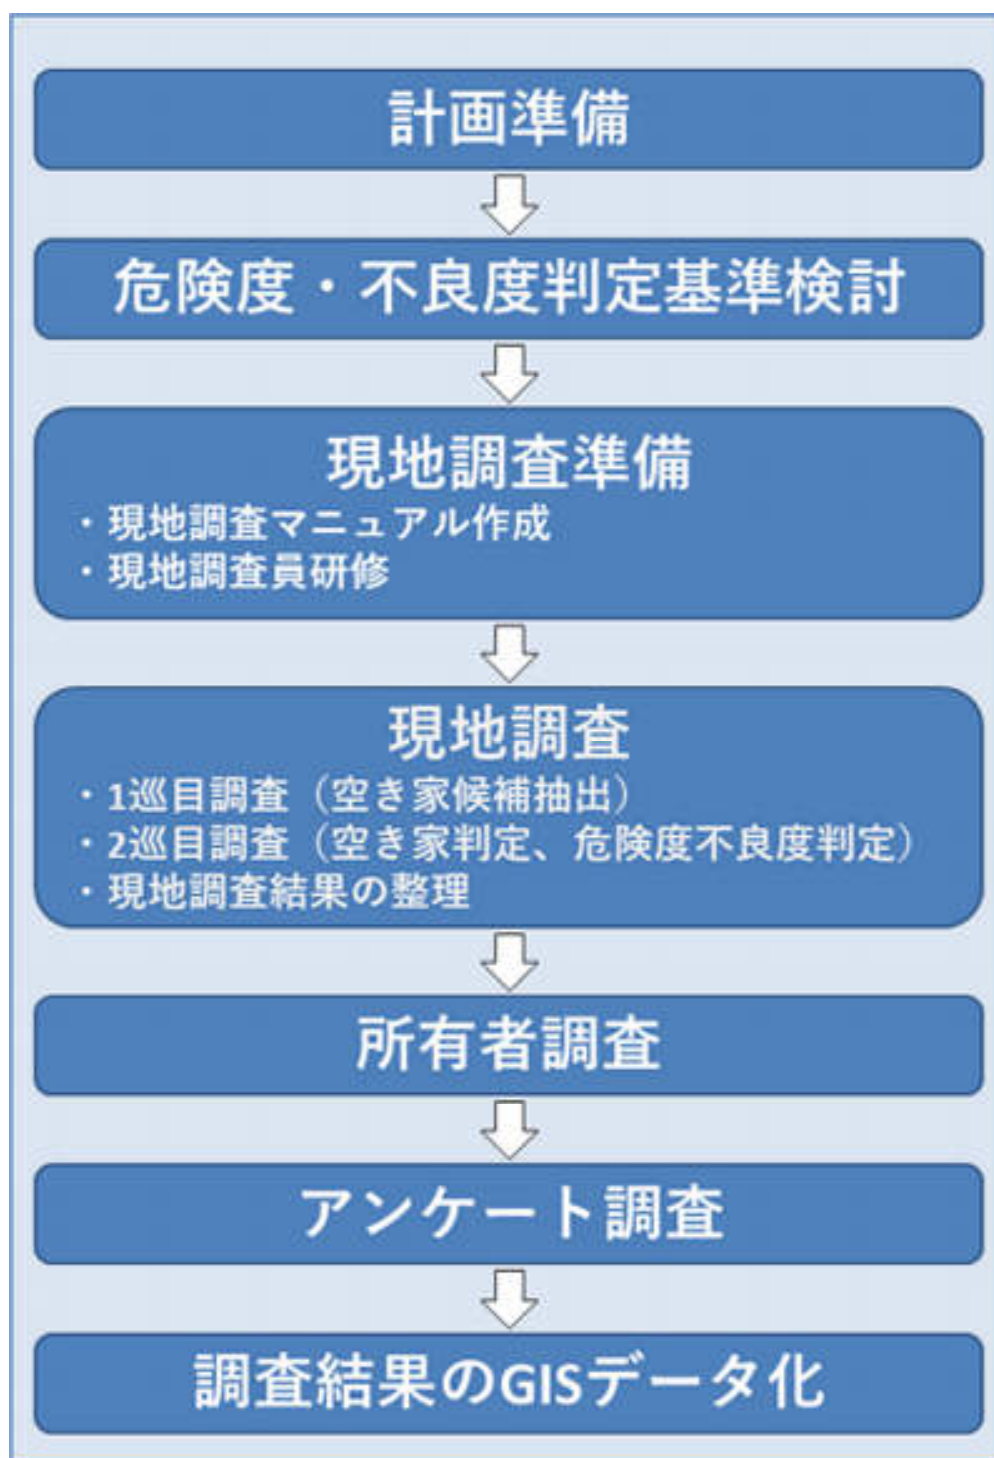 計画準備
危険度・不良度判定基準検討
現地調査準備
・現地調査マニュアル作成
・現地調査員研修
現地調査
・1巡目調査（空き家候補抽出）
・2巡目調査（空き家判定、危険度不良度判定）
・現地調査結果の整理
所有者調査
アンケート調査
調査結果のGISデータ化